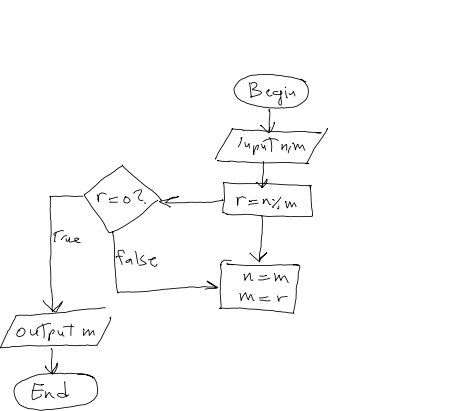 Begin
input n,m
r=n%m
r=0?
True
false
n=m
m=r
output m
End